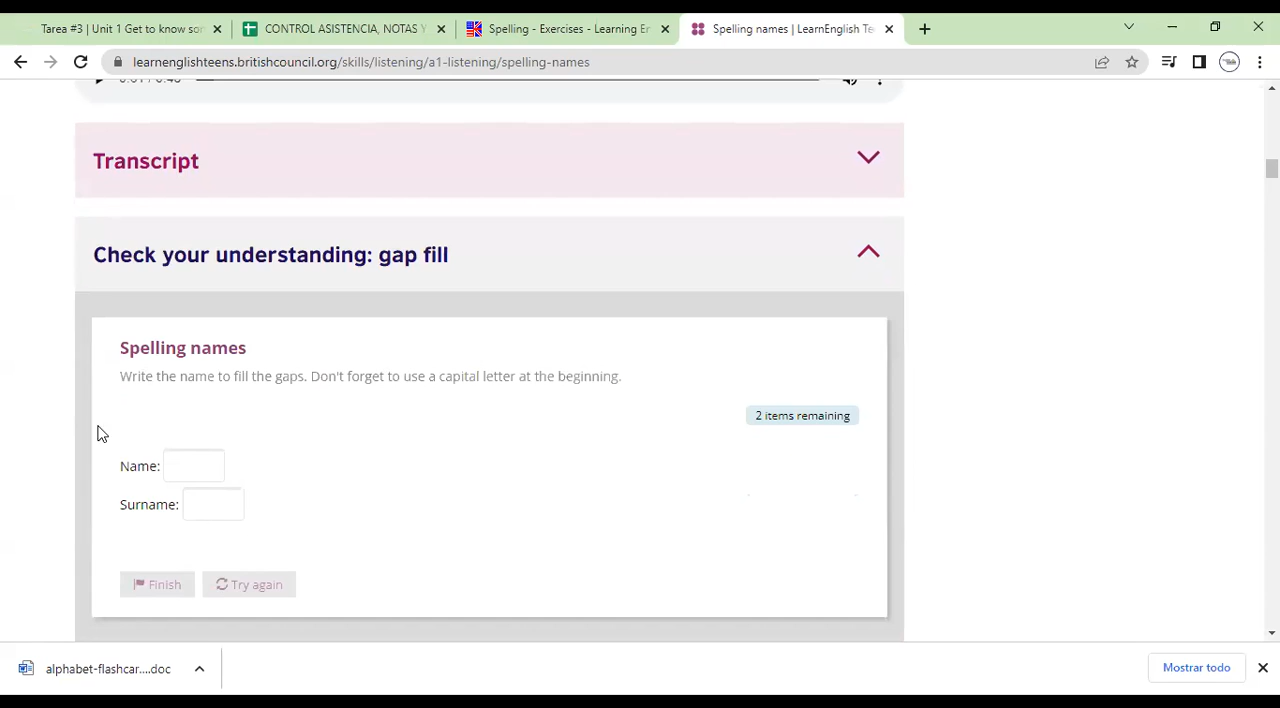 Tarea #3 | Unit 1 Get to know sor
CONTROL ASISTENCIA, NOTAS Y
Spelling - Exercises - Learning Er
Spelling names | LearnEnglish Te
learnenglishteens.britishcouncil.org/skills/listening/a1-listening/spelling-names
Transcript
Check your understanding: gap fill
Spelling names
Write the name to fill the gaps. Don't forget to use a capital letter at the beginning.
2 items remaining
Name:
Surname:
Finish
Try again
alphabet-flashcar....doc
Mostrar todo